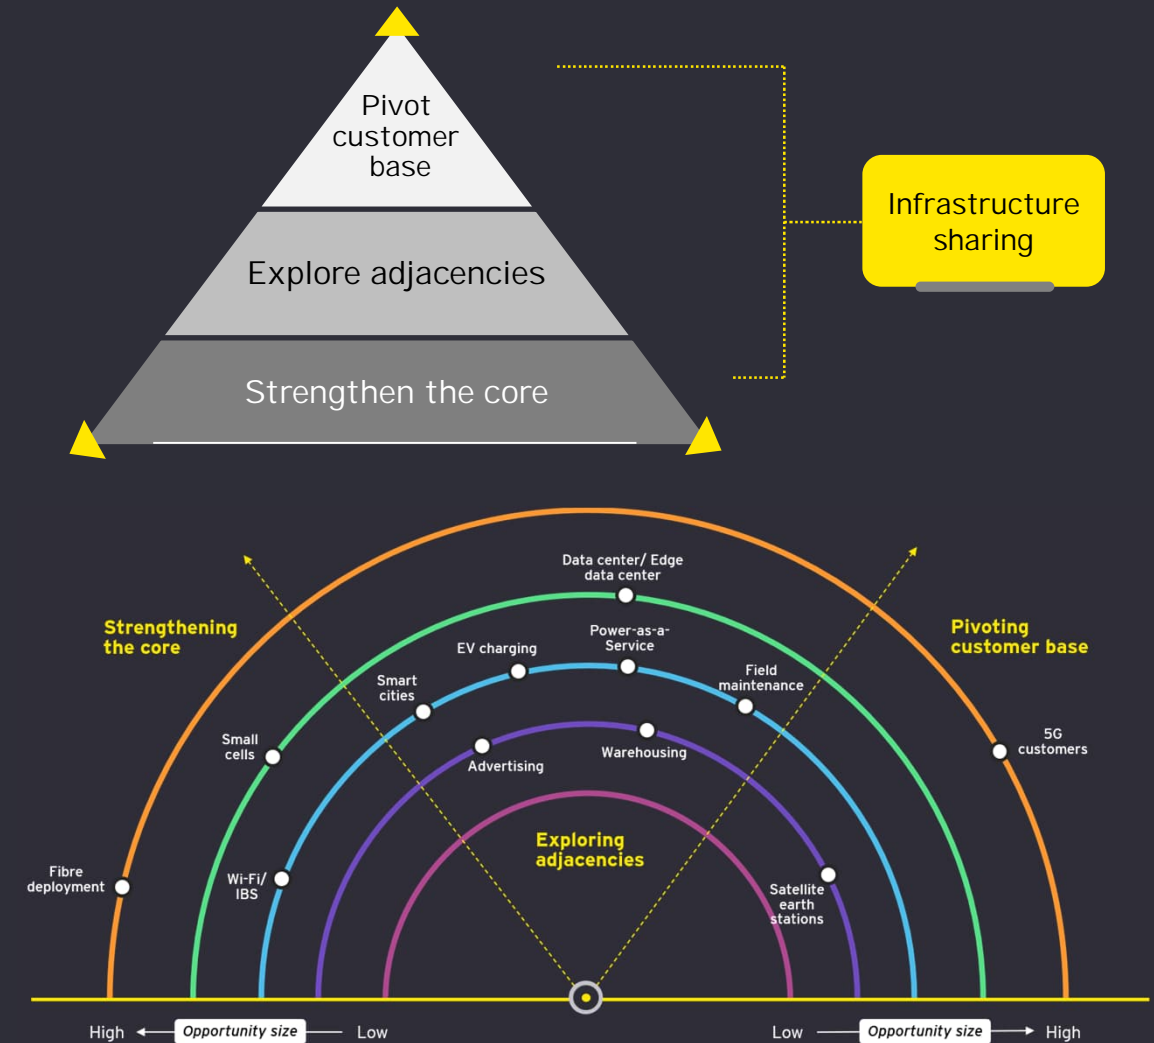 Pivot
customer
base
Explore adjacencies
Strengthen the core
Infrastructure
sharing
Strengthening
the core
Pivoting
customer base
Exploring
adjacencies
Data center/ Edge
data center
EV charging
Power-as-a-
Service
Smart
cities
Field
maintenance
Small
cells
Advertising
Warehousing
5G
customers
Fibre
deployment
Wi-Fi/
IBS
Satellite
earth
stations
High Opportunity size Low
Low Opportunity size High